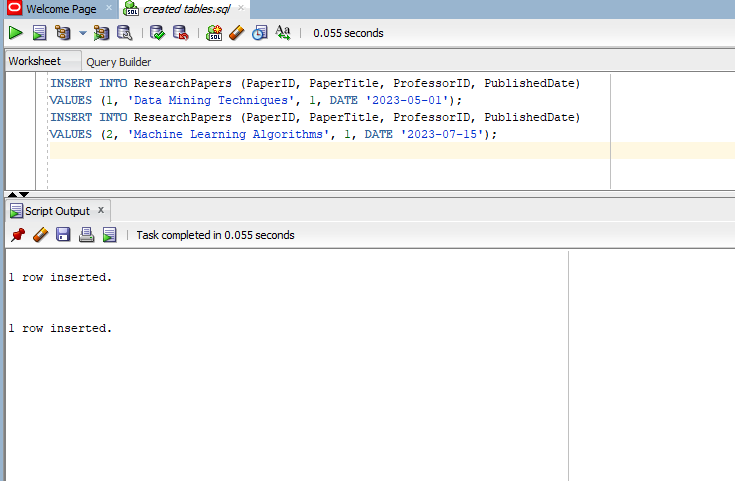 Welcome Page
created tables.sql
0.055 seconds
Worksheet
Query Builder
INSERT INTO ResearchPapers (PaperID, PaperTitle, ProfessorID, PublishedDate)
VALUES (1, 'Data Mining Techniques', 1, DATE '2023-05-01');
INSERT INTO ResearchPapers (PaperID, PaperTitle, ProfessorID, PublishedDate)
VALUES (2, 'Machine Learning Algorithms', 1, DATE '2023-07-15');
Script Output x
Task completed in 0.055 seconds
1 row inserted.
1 row inserted.